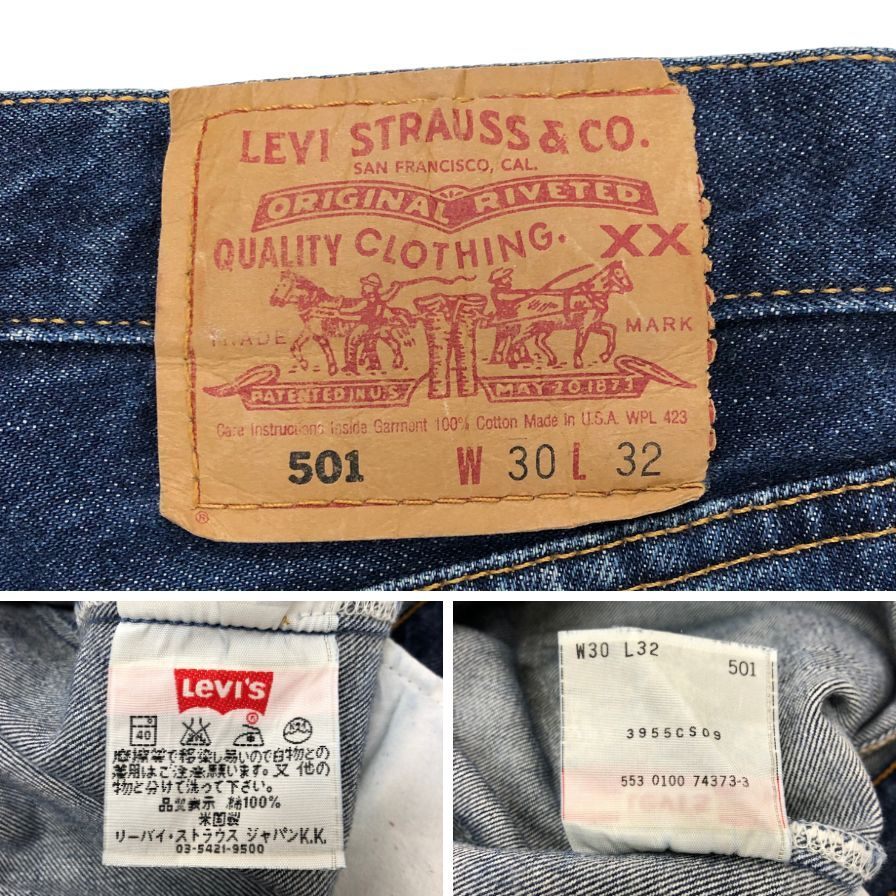 LEVI STRAUSS & CO.
SAN FRANCISCO, CAL.
ORIGINAL RIVETED
QUALITY CLOTHING. XX
TRADE MARK
PATENTED IN U.S. MAY 20 1873
Care Instructions Inside Garment 100% Cotton Made in U.S.A. WPL 423
501 W 30 L 32
®
Levi's
®
40
摩擦等で移染し易いので白物との
着用はご注意願います。又 他の
物と分けて洗って下さい。
品質表示 綿100%
米国製
リーバイ・ストラウス ジャパンK.K.
03-5421-9500
W30 L32
501
3955CS09
553 0100 74373-3